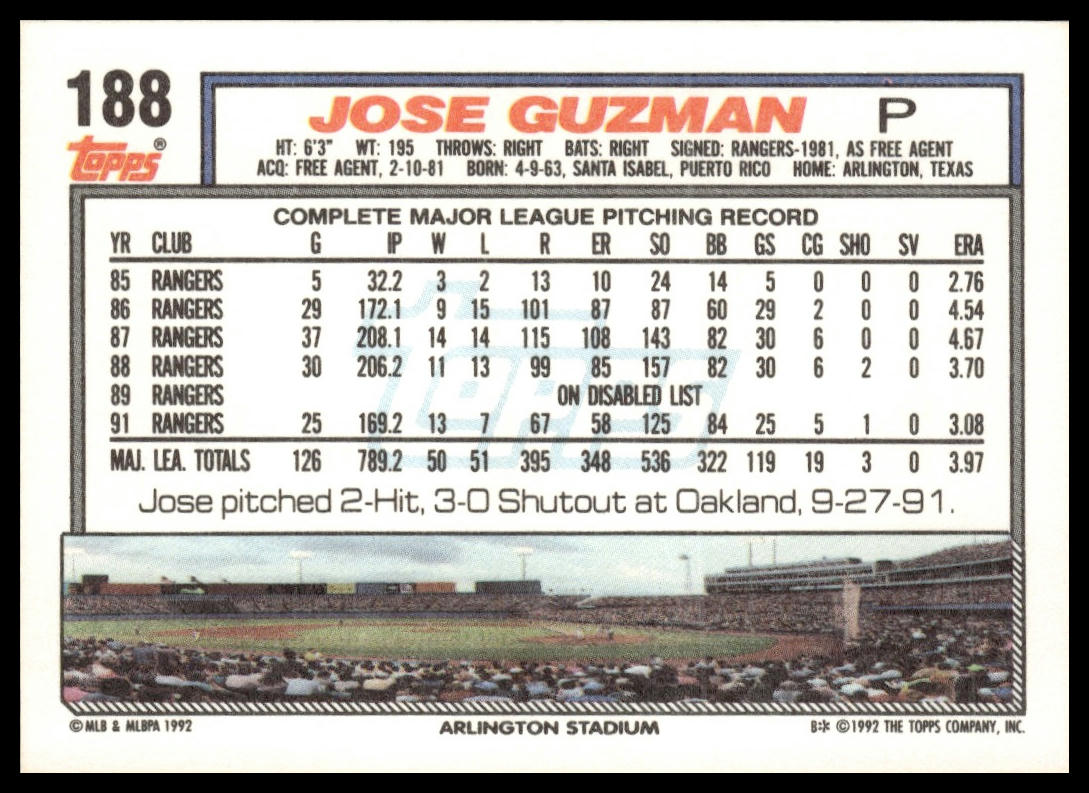 188
Topps®
JOSE GUZMAN P
HT: 6'3" WT: 195 THROWS: RIGHT BATS: RIGHT SIGNED: RANGERS-1981, AS FREE AGENT
ACQ: FREE AGENT, 2-10-81 BORN: 4-9-63, SANTA ISABEL, PUERTO RICO HOME: ARLINGTON, TEXAS
COMPLETE MAJOR LEAGUE PITCHING RECORD
YR CLUB G IP W L R ER SO BB GS CG SHO SV ERA
85 RANGERS 5 32.2 3 2 13 10 24 14 5 0 0 0 2.76
86 RANGERS 29 172.1 9 15 101 87 87 60 29 2 0 0 4.54
87 RANGERS 37 208.1 14 14 115 108 143 82 30 6 0 0 4.67
88 RANGERS 30 206.2 11 13 99 85 157 82 30 6 2 0 3.70
89 RANGERS ON DISABLED LIST
91 RANGERS 25 169.2 13 7 67 58 125 84 25 5 1 0 3.08
MAJ. LEA. TOTALS 126 789.2 50 51 395 348 536 322 119 19 3 0 3.97
Topps
Jose pitched 2-Hit, 3-0 Shutout at Oakland, 9-27-91.
© MLB & MLBPA 1992 ARLINGTON STADIUM B** © 1992 THE TOPPS COMPANY, INC.